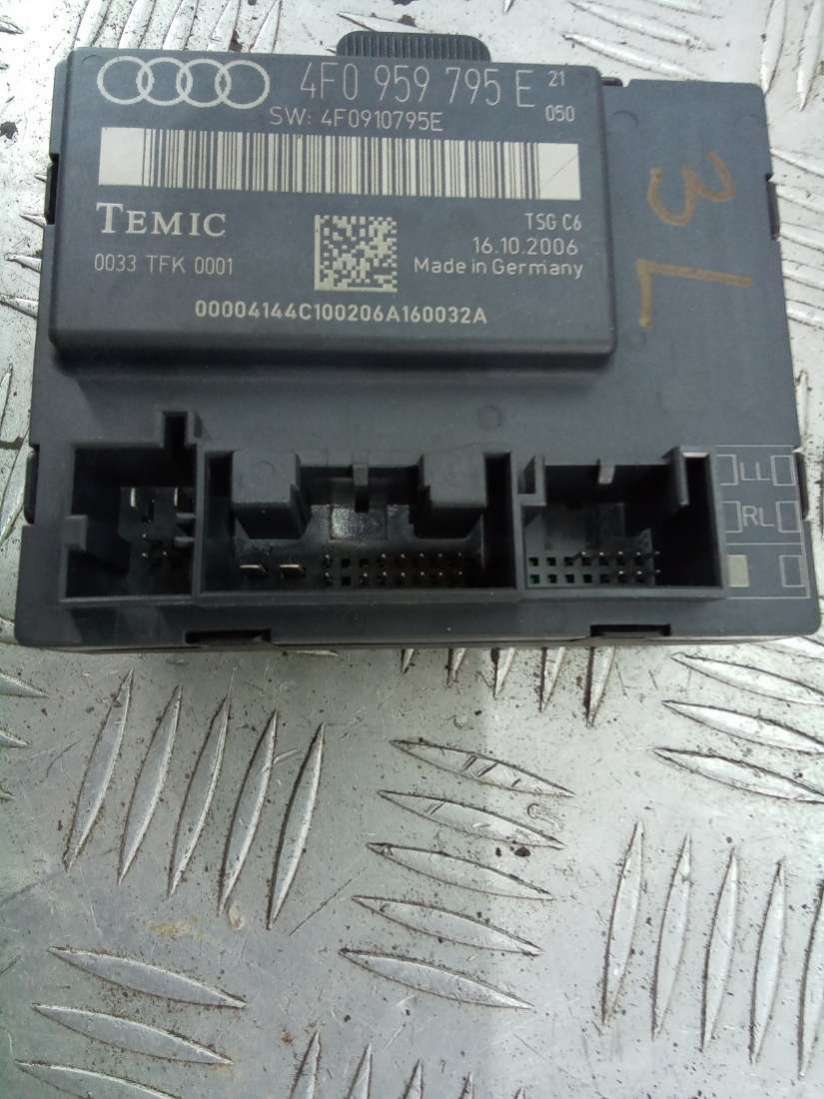 4F0 959 795 E 21
SW: 4F0910795E 050
TEMIC
0033 TFK 0001
TSG C6
16.10.2006
Made in Germany
00004144C100206A160032A
3
L
LL
RL